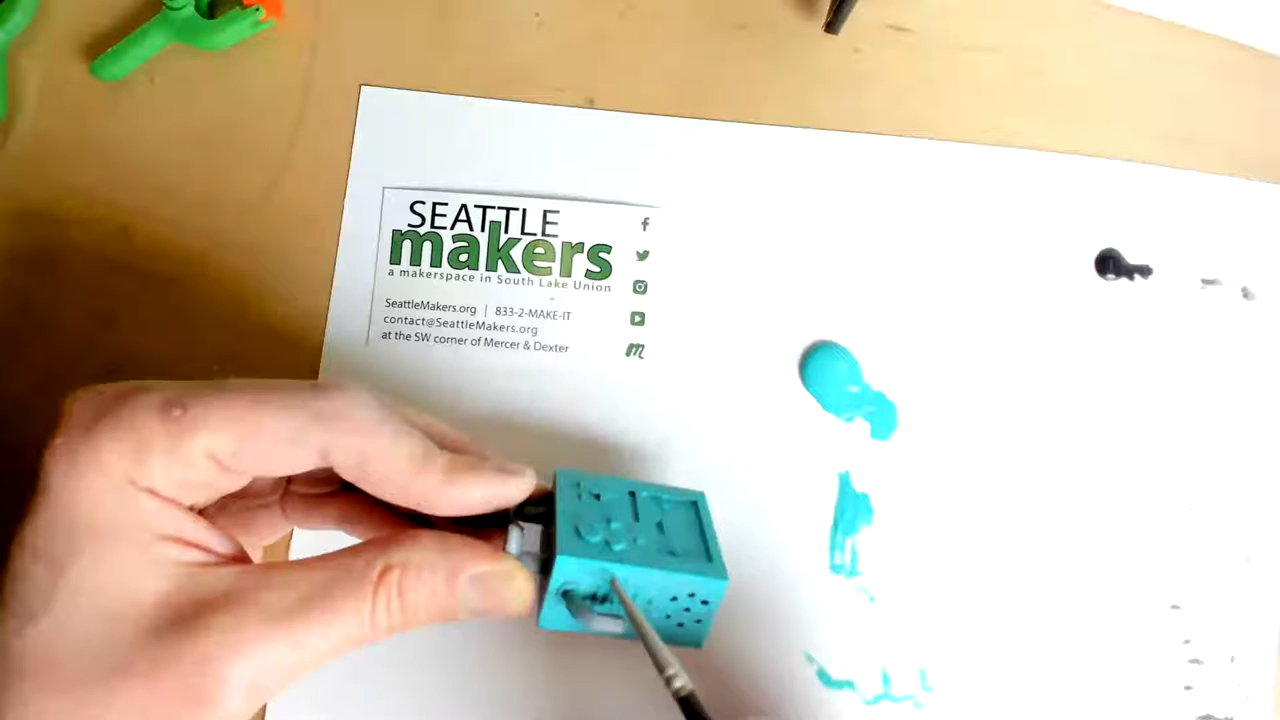 SEATTLE
makers
a makerspace in South Lake Union
SeattleMakers.org | 833-2-MAKE-IT
contact@SeattleMakers.org
at the SW corner of Mercer & Dexter